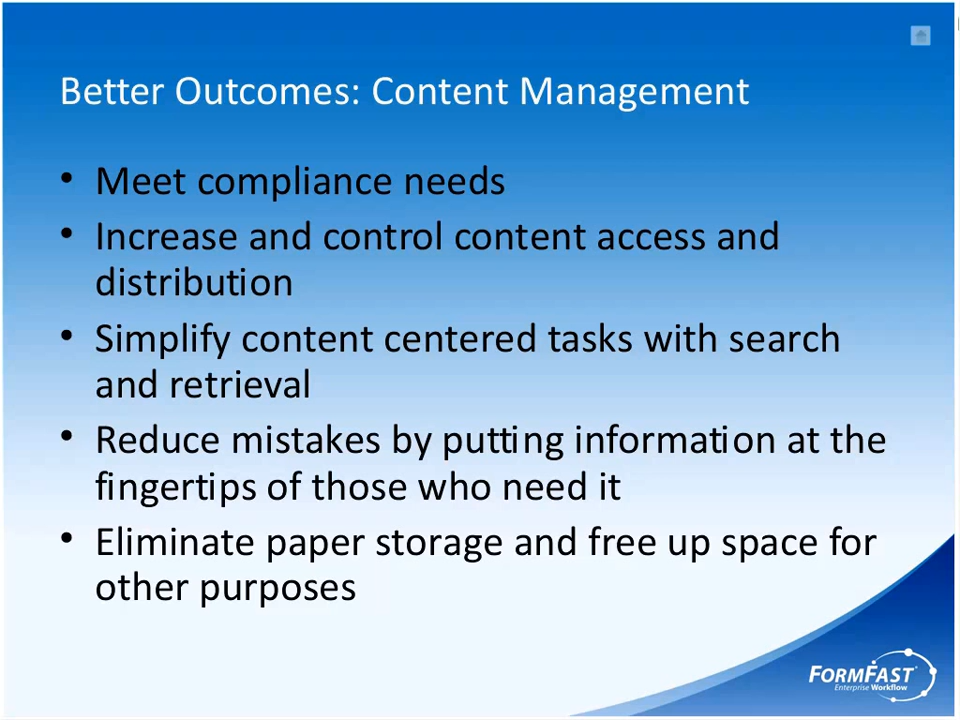 Better Outcomes: Content Management
• Meet compliance needs
• Increase and control content access and
distribution
• Simplify content centered tasks with search
and retrieval
• Reduce mistakes by putting information at the
fingertips of those who need it
• Eliminate paper storage and free up space for
other purposes
FORMFAST
Enterprise Workflow